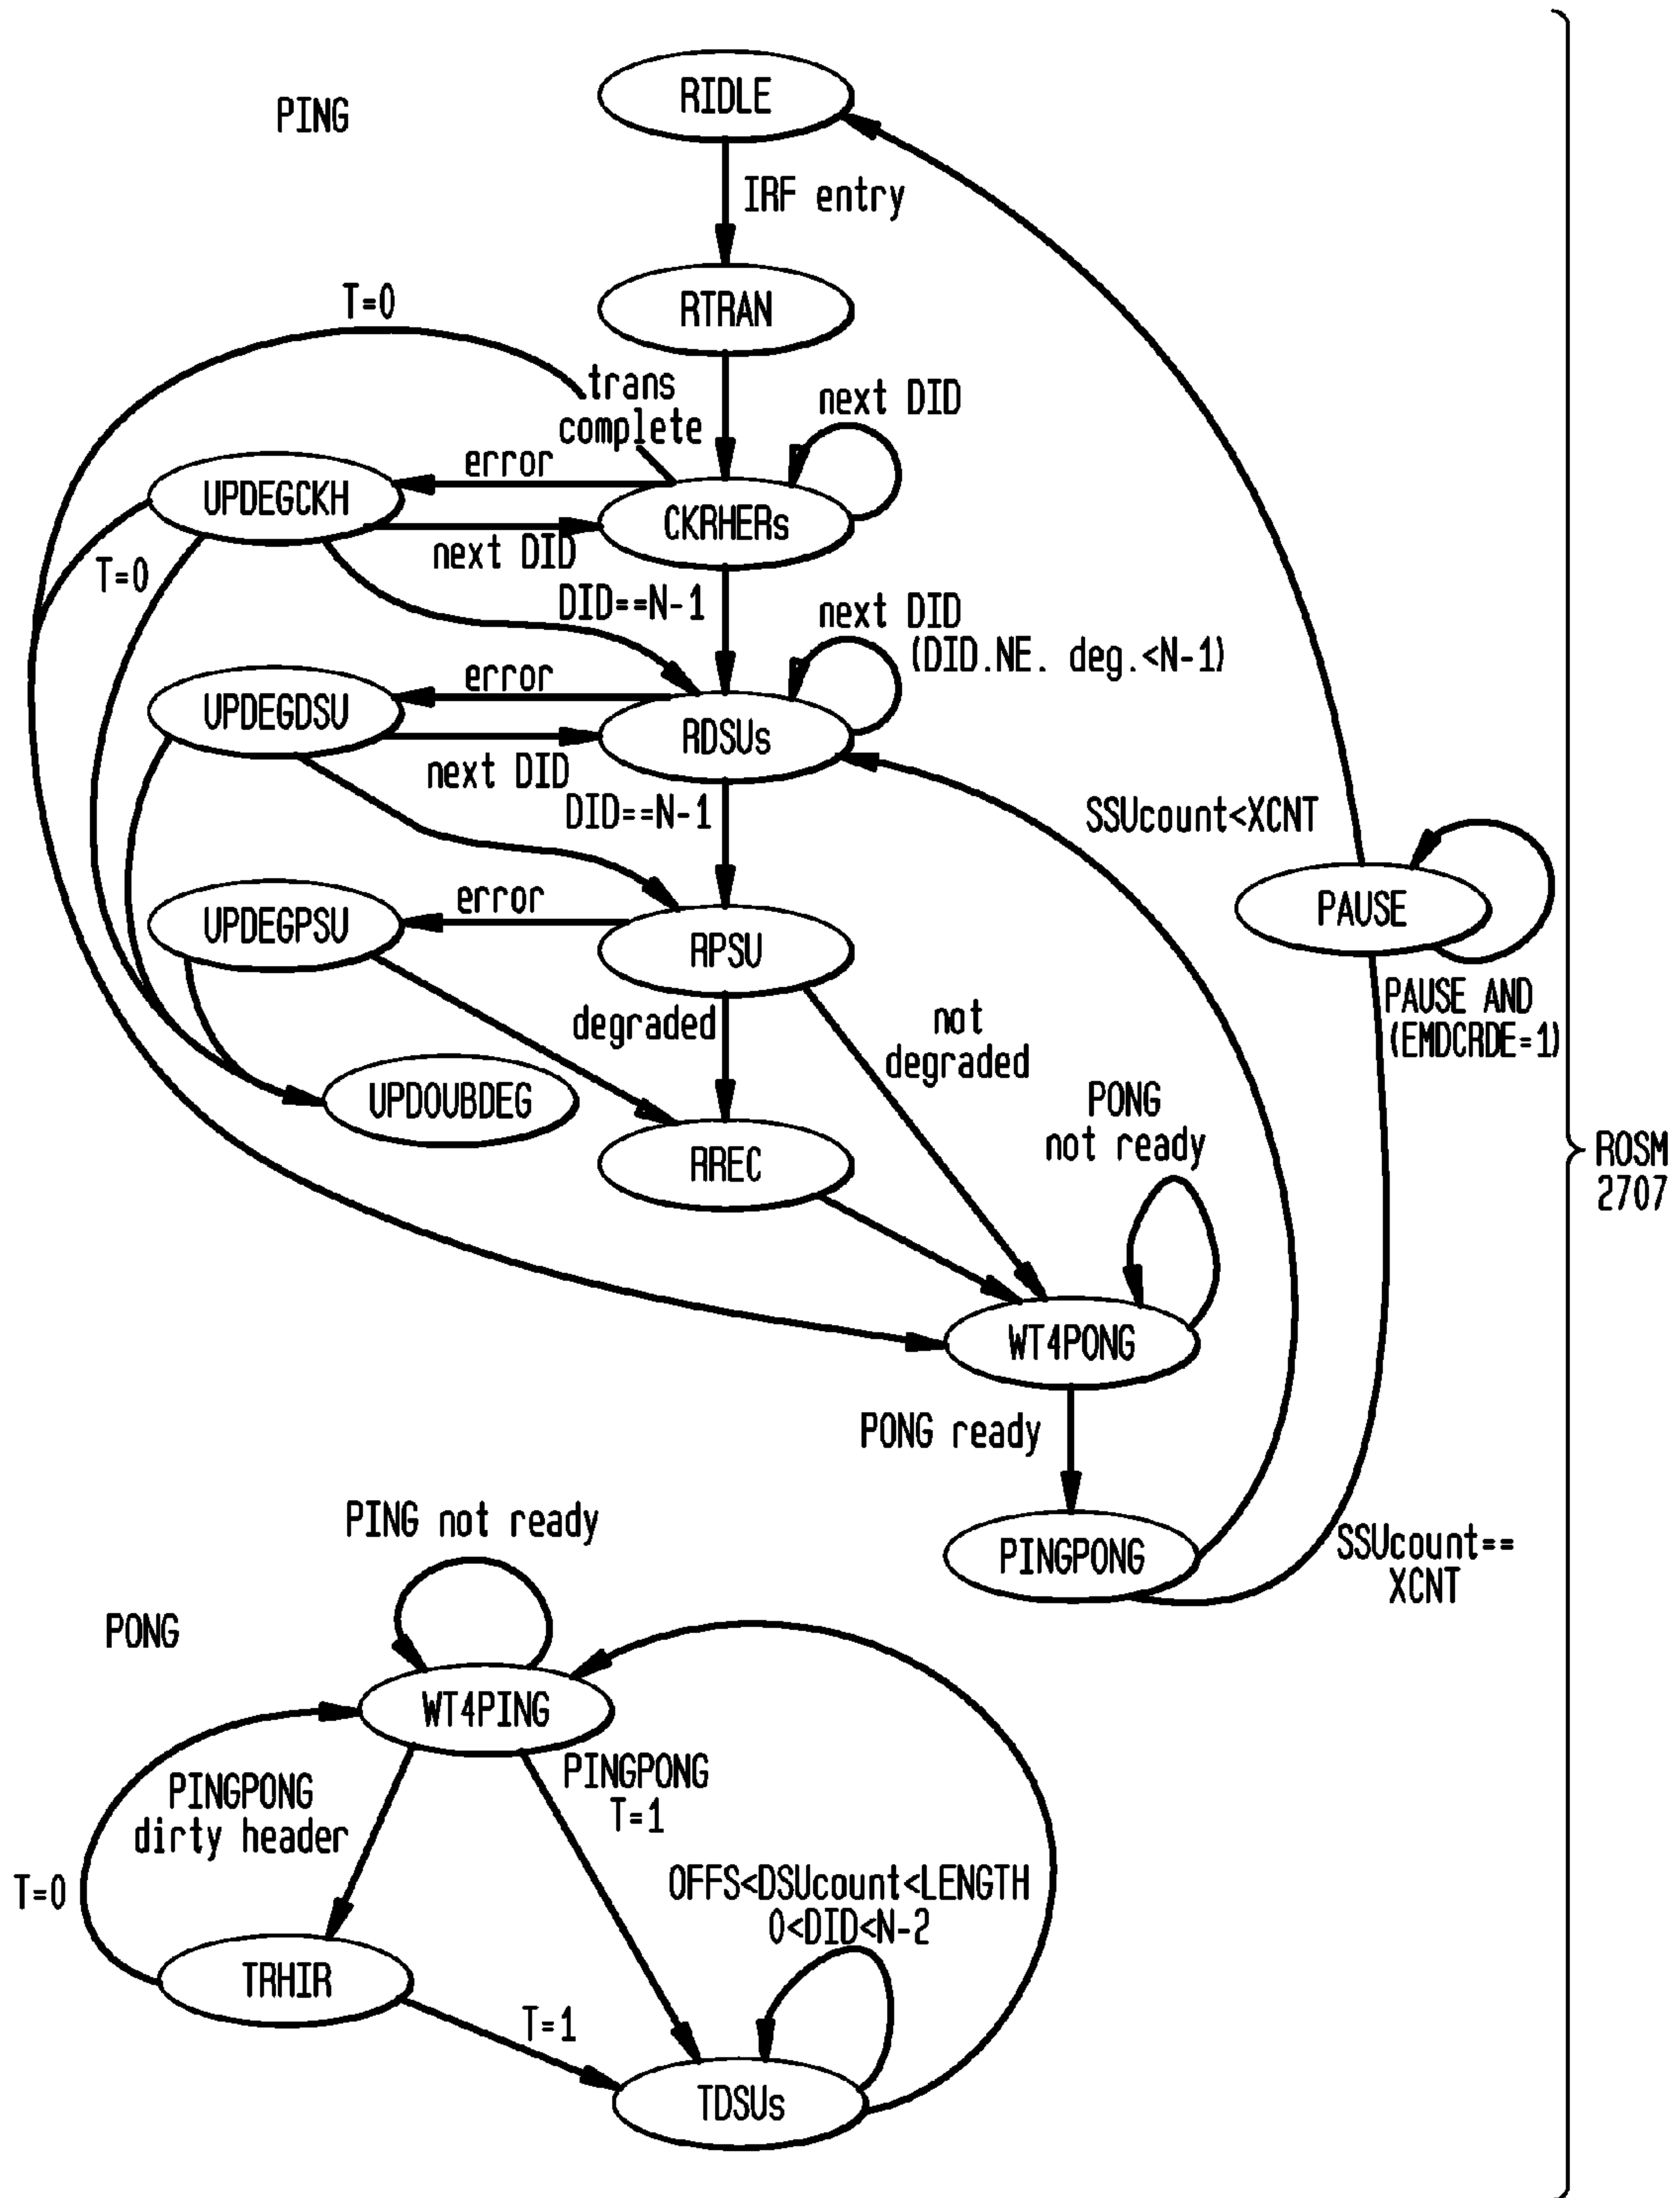 RIDLE
PING
IRF entry
RTRAN
T=0
trans
complete
next DID
error
UPDEGCKH
CKRHERs
next DID
T=0
DID==N-1
next DID
(DID.NE. deg.<N-1)
error
UPDEGDSU
RDSUs
next DID
DID==N-1
SSUcount<XCNT
error
UPDEGPSU
RPSU
PAUSE
PAUSE AND
(EMDCRDE=1)
degraded
not
degraded
UPDOUBDEG
PONG
not ready
RREC
ROSM
2707
WT4PONG
PONG ready
PING not ready
PINGPONG
SSUcount==
XCNT
PONG
WT4PING
PINGPONG
dirty header
PINGPONG
T=1
T=0
OFFS<DSUcount<LENGTH
0<DID<N-2
TRHIR
T=1
TDSUs